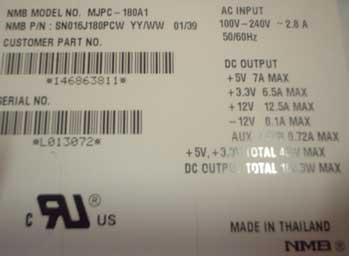 NMB MODEL NO. MJPC-180A1
NMB P/N : SN016J180PCW YY/WW 01/39
CUSTOMER PART NO.
*I46863811*
SERIAL NO.
*L013072*
C RU ® US
AC INPUT
100V-240V ~ 2.8 A
50/60Hz
DC OUTPUT
+5V 7A MAX
+3.3V 6.5A MAX
+12V 12.5A MAX
-12V 0.1A MAX
AUX 0.72A MAX
+5V, +3.3V TOTAL MAX
DC OUTPUT TOTAL MAX
MADE IN THAILAND
NMB®